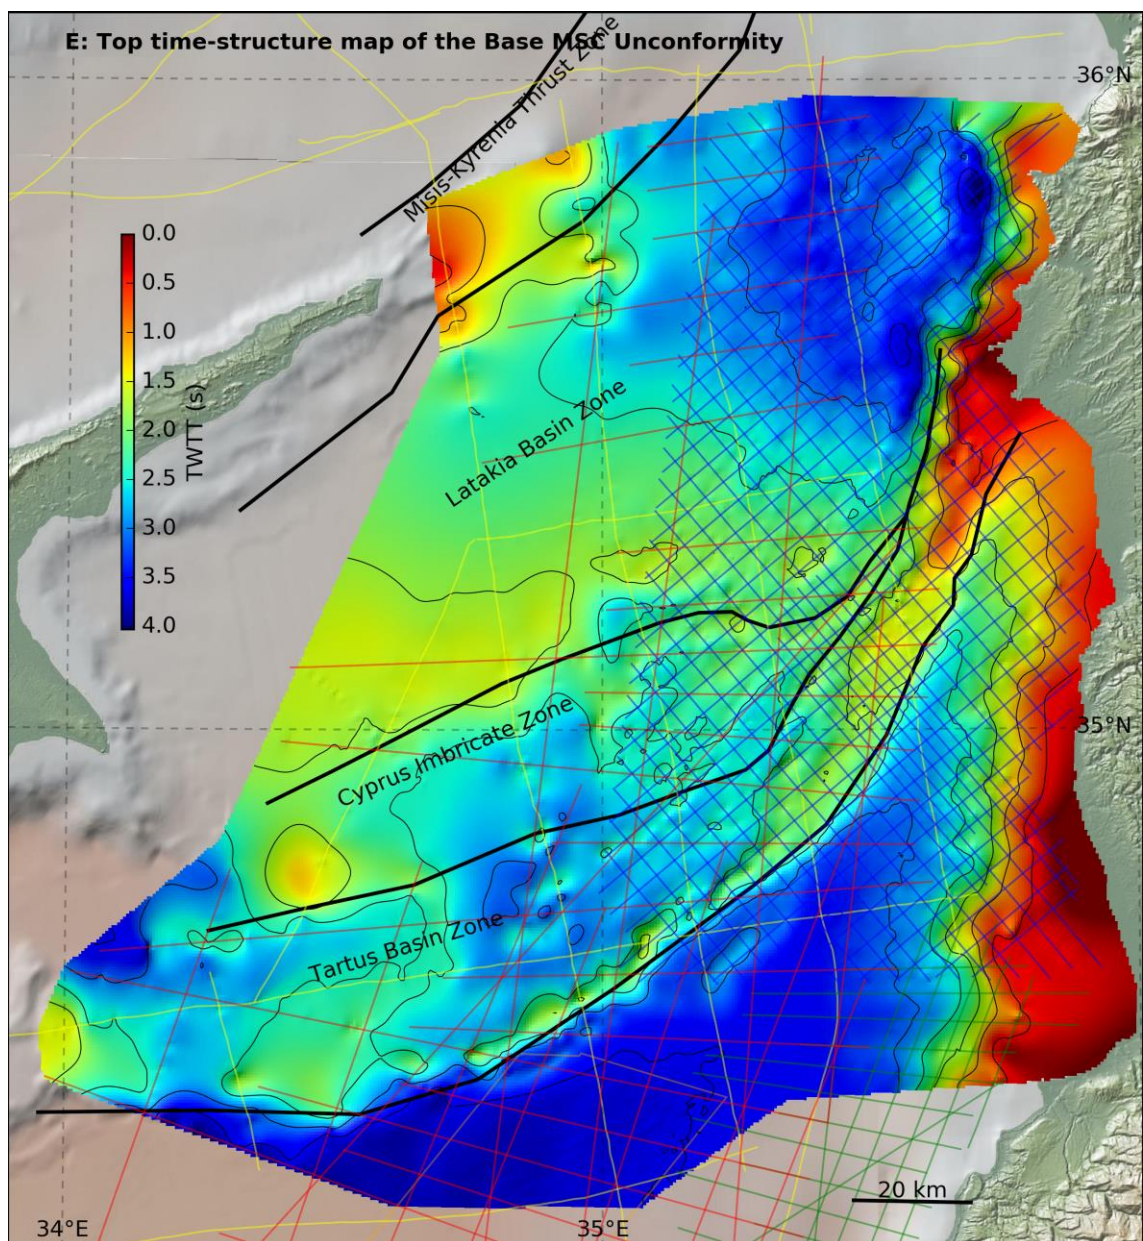 E: Top time-structure map of the Base MSC Unconformity
Misis-Kyrenia Thrust Zone
36°N
0.0
0.5
1.0
1.5
2.0
2.5
3.0
3.5
4.0
TWTT (s)
Latakia Basin Zone
35°N
Cyprus Imbricate Zone
Tartus Basin Zone
20 km
34°E
35°E